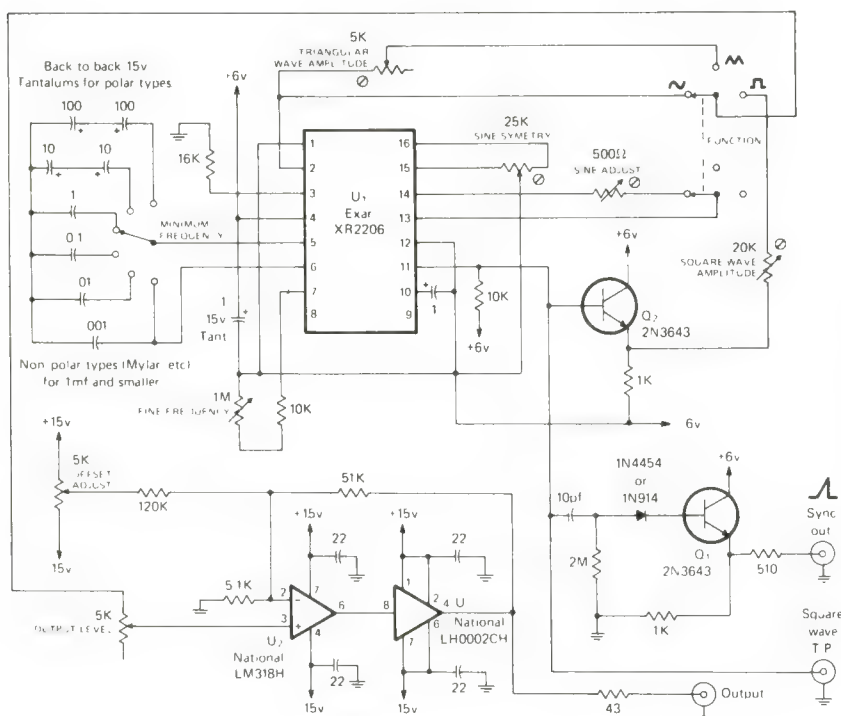 Back to back 15v
Tantalums for polar types
100 100
10 10
1
0 1
01
001
MINIMUM
FREQUENCY
Non polar types (Mylar etc)
for 1mf and smaller
+6v
16K
1
15v
Tant
1M
FINE FREQUENCY
10K
5K
TRIANGULAR
WAVE AMPLITUDE
1
2
3
4
5
6
7
8
U1
Exar
XR2206
16
15
14
13
12
11
10
9
25K
SINE SYMETRY
500Ω
SINE ADJUST
FUNCTION
1
10K
+6v
+6v
Q2
2N3643
1K
6v
20K
SQUARE WAVE
AMPLITUDE
+15v
5K
OFFSET
ADJUST
15v
120K
51K
5 1K
5K
OUTPUT LEVEL
+15v
22
2
3
7
6
4
U2
National
LM318H
22
15v
+15v
22
1
2
8
4
6
7
U
National
LH0002CH
22
15v
43
Output
10pf
1N4454
or
1N914
2M
+6v
Q1
2N3643
1K
510
Sync
out
Square
wave
T P